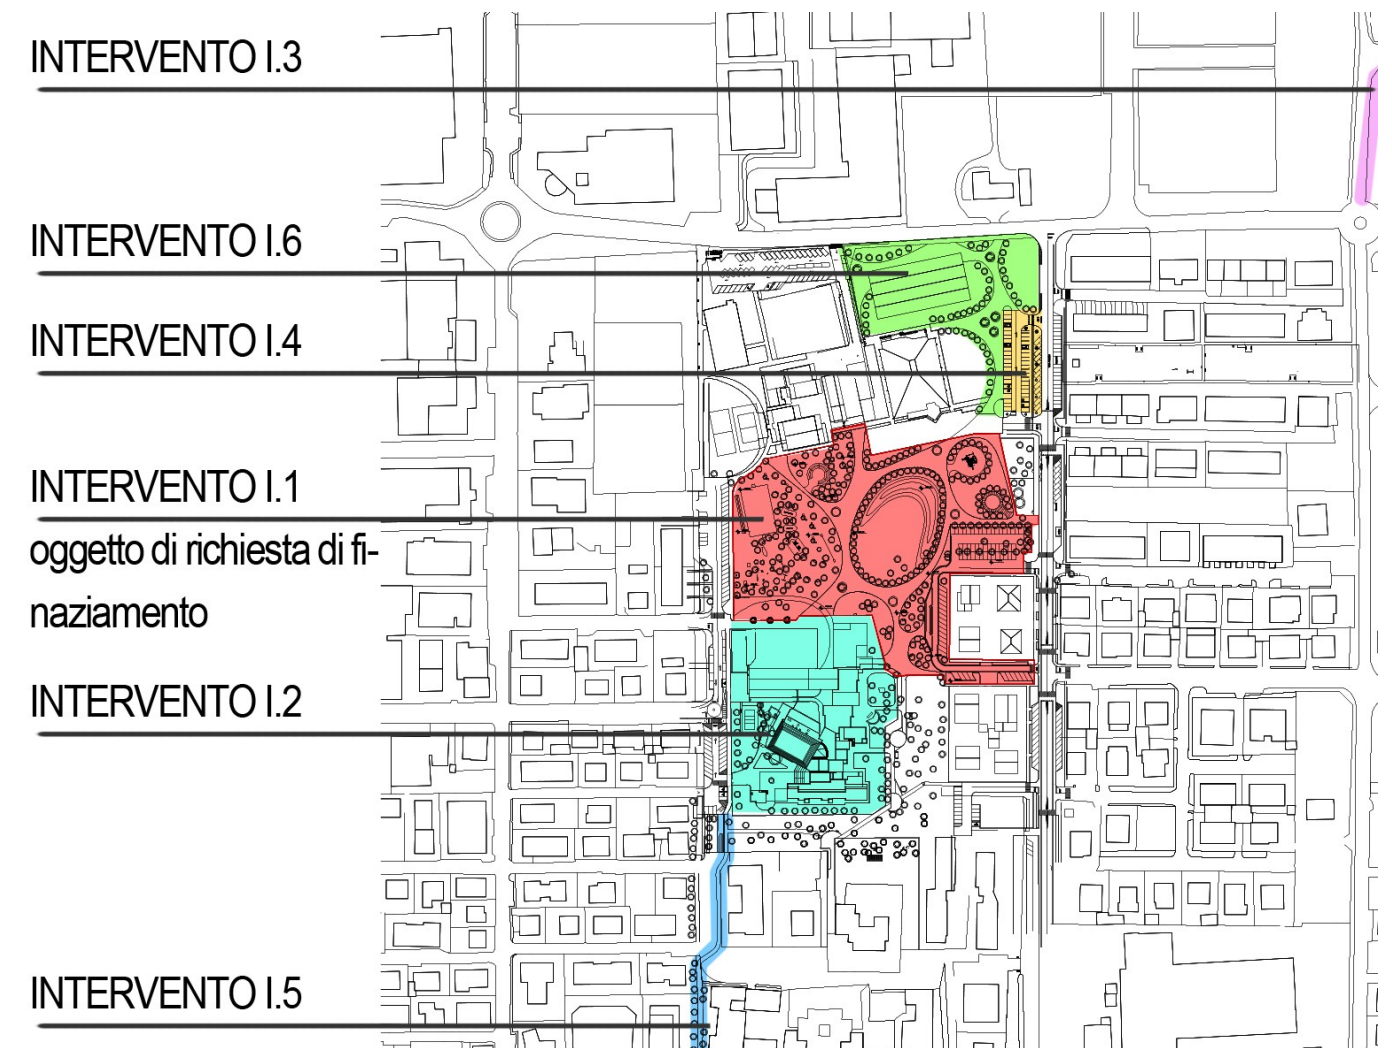 INTERVENTO I.3
INTERVENTO I.6
INTERVENTO I.4
INTERVENTO I.1
oggetto di richiesta di fi-
naziamento
INTERVENTO I.2
INTERVENTO I.5